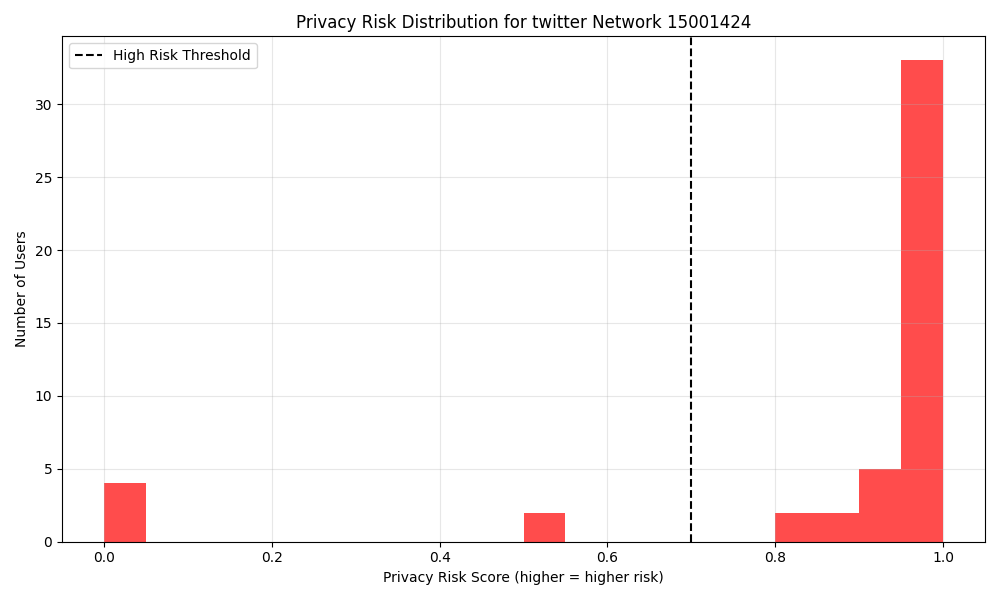 Privacy Risk Distribution for twitter Network 15001424
High Risk Threshold
Number of Users
30
25
20
15
10
5
0
0.0 0.2 0.4 0.6 0.8 1.0
Privacy Risk Score (higher = higher risk)